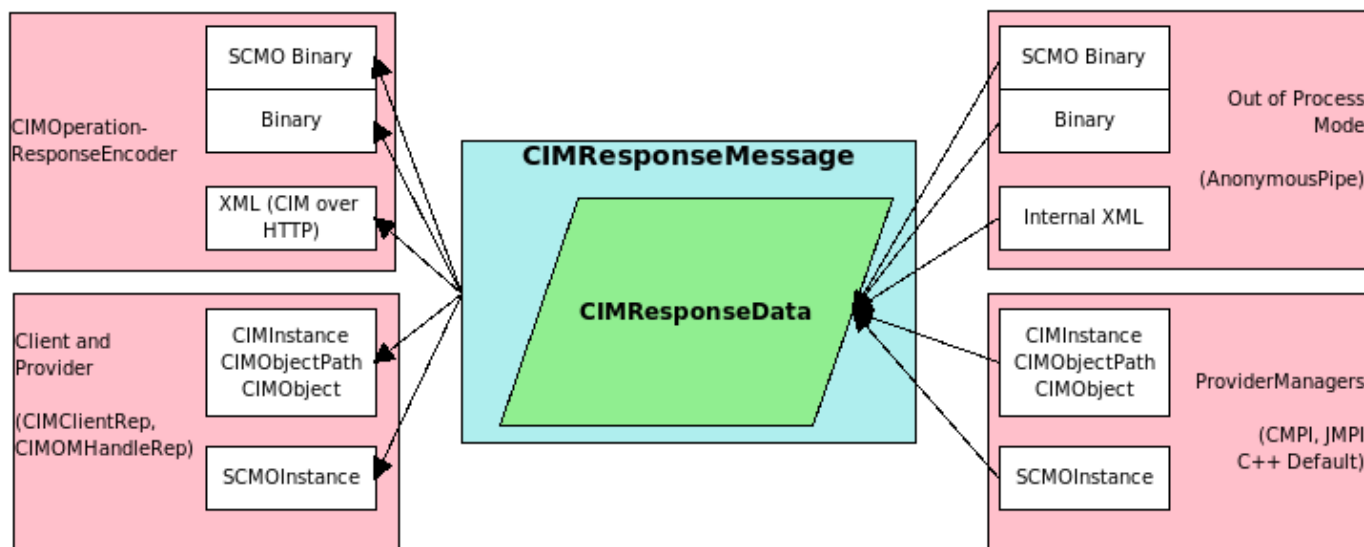 SCMO Binary
Binary
CIMOperation-
ResponseEncoder
XML (CIM over
HTTP)
Client and
Provider
(CIMClientRep,
CIMOMHandleRep)
CIMInstance
CIMObjectPath
CIMObject
SCMOInstance
CIMResponseMessage
CIMResponseData
SCMO Binary
Binary
Out of Process
Mode
(AnonymousPipe)
Internal XML
CIMInstance
CIMObjectPath
CIMObject
ProviderManagers
(CMPI, JMPI
C++ Default)
SCMOInstance